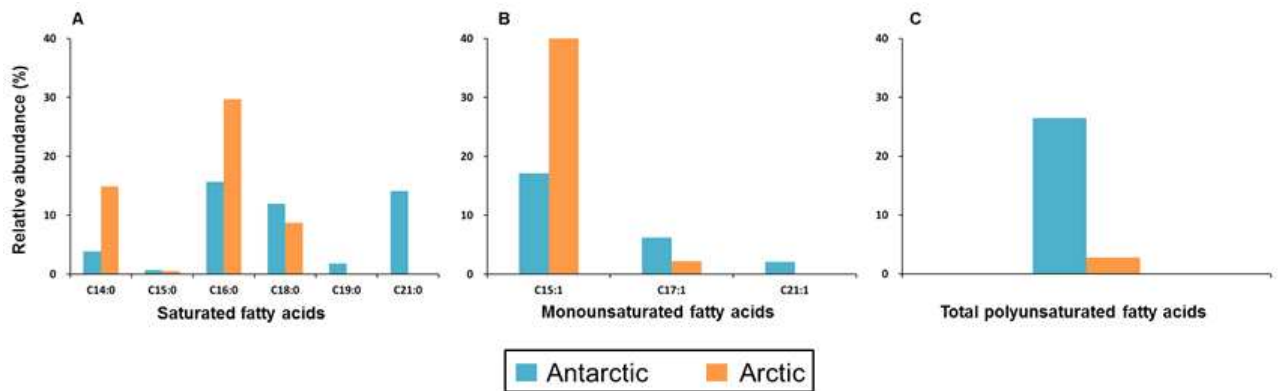 A
B
C
Relative abundance (%)
40
30
20
10
0
C14:0 C15:0 C16:0 C18:0 C19:0 C21:0
Saturated fatty acids
40
30
20
10
0
C15:1 C17:1 C21:1
Monounsaturated fatty acids
40
30
20
10
0
Total polyunsaturated fatty acids
Antarctic Arctic